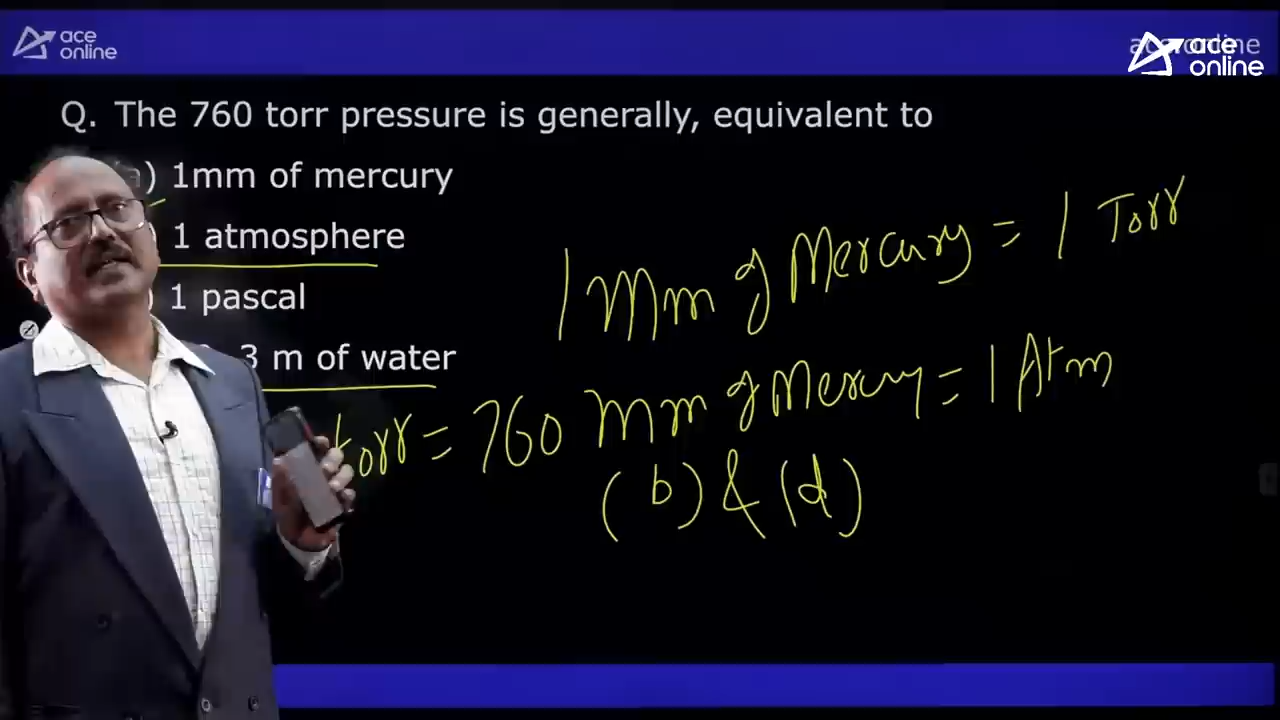 ace
online
ace
online
Q. The 760 torr pressure is generally, equivalent to
a) 1mm of mercury
) 1 atmosphere
) 1 pascal
3 m of water
1 Mm of Mercury = 1 Torr
torr = 760 Mm of Mercury = 1 Atm
(b) & (d)